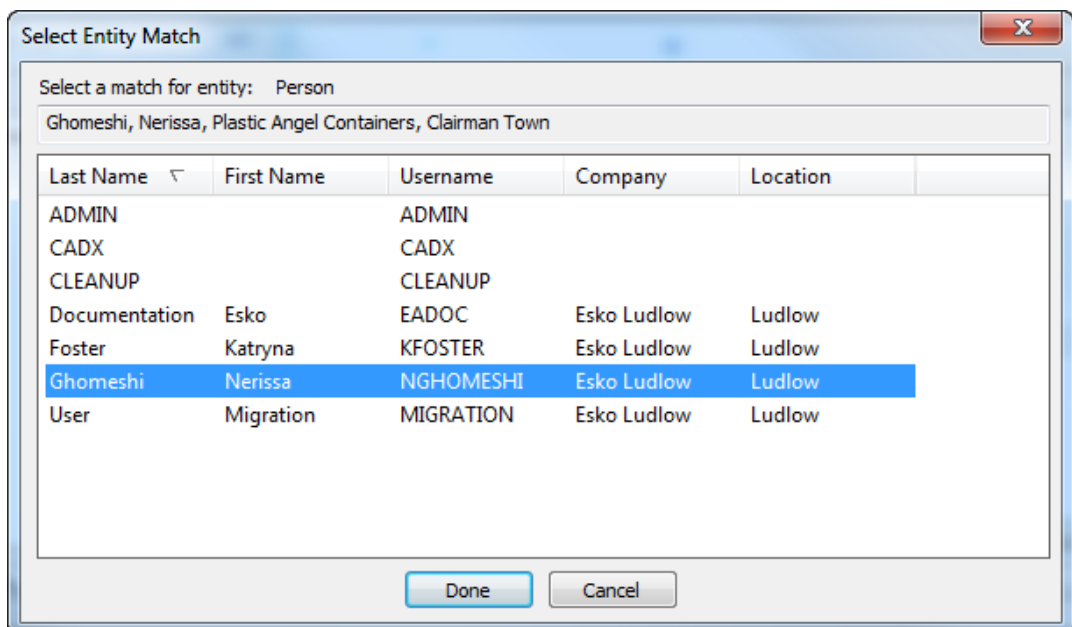 Select Entity Match
Select a match for entity: Person
Ghomeshi, Nerissa, Plastic Angel Containers, Clairman Town
Last Name First Name Username Company Location
ADMIN ADMIN
CADX CADX
CLEANUP CLEANUP
Documentation Esko EADOC Esko Ludlow Ludlow
Foster Katryna KFOSTER Esko Ludlow Ludlow
Ghomeshi Nerissa NGHOMESHI Esko Ludlow Ludlow
User Migration MIGRATION Esko Ludlow Ludlow
Done Cancel